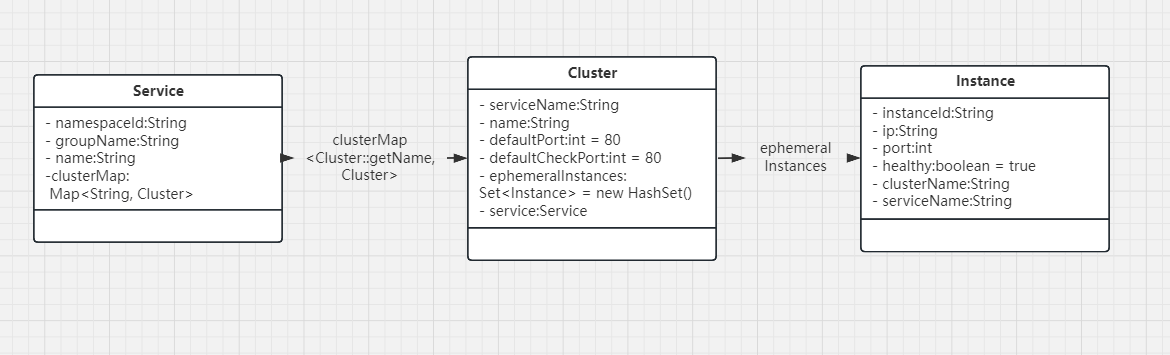 Service
- namespaceId:String
- groupName:String
- name:String
-clusterMap:
Map<String, Cluster>
clusterMap
<Cluster::getName,
Cluster>
Cluster
- serviceName:String
- name:String
- defaultPort:int = 80
- defaultCheckPort:int = 80
- ephemeralInstances:
Set<Instance> = new HashSet()
- service:Service
ephemeral
Instances
Instance
- instanceId:String
- ip:String
- port:int
- healthy:boolean = true
- clusterName:String
- serviceName:String